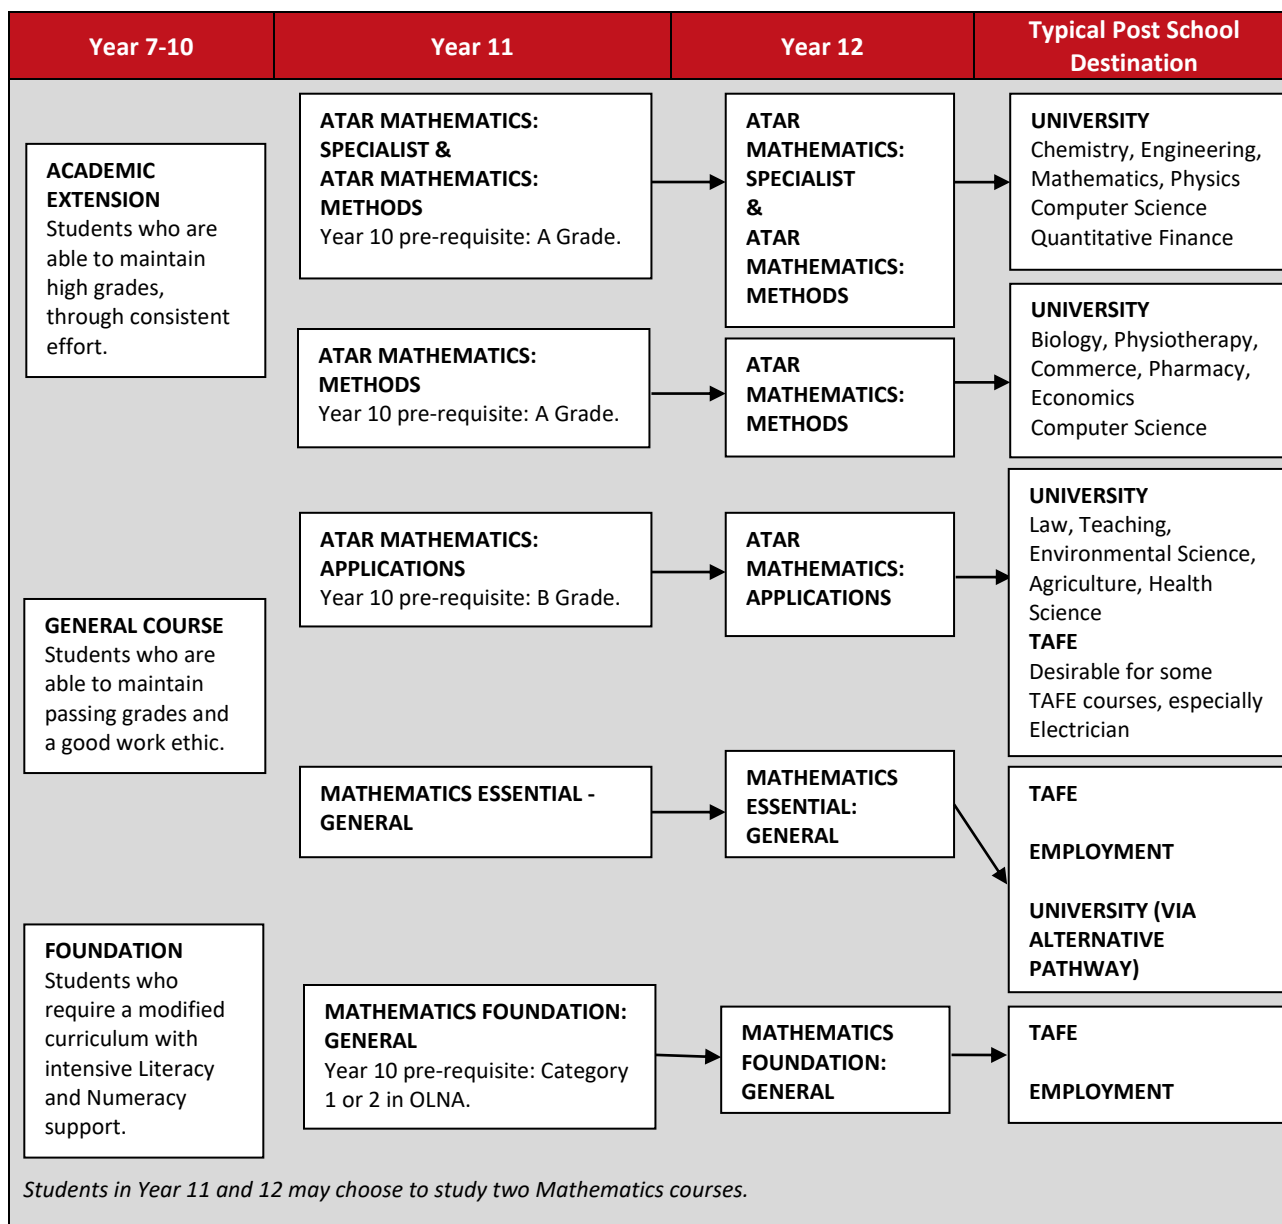 Year 7-10
Year 11
Year 12
Typical Post School
Destination
ACADEMIC
EXTENSION
Students who are
able to maintain
high grades,
through consistent
effort.
GENERAL COURSE
Students who are
able to maintain
passing grades and
a good work ethic.
FOUNDATION
Students who
require a modified
curriculum with
intensive Literacy
and Numeracy
support.
ATAR MATHEMATICS:
SPECIALIST &
ATAR MATHEMATICS:
METHODS
Year 10 pre-requisite: A Grade.
ATAR MATHEMATICS:
METHODS
Year 10 pre-requisite: A Grade.
ATAR MATHEMATICS:
APPLICATIONS
Year 10 pre-requisite: B Grade.
MATHEMATICS ESSENTIAL -
GENERAL
MATHEMATICS FOUNDATION:
GENERAL
Year 10 pre-requisite: Category
1 or 2 in OLNA.
ATAR
MATHEMATICS:
SPECIALIST
&
ATAR
MATHEMATICS:
METHODS
ATAR
MATHEMATICS:
METHODS
ATAR
MATHEMATICS:
APPLICATIONS
MATHEMATICS
ESSENTIAL:
GENERAL
MATHEMATICS
FOUNDATION:
GENERAL
UNIVERSITY
Chemistry, Engineering,
Mathematics, Physics
Computer Science
Quantitative Finance
UNIVERSITY
Biology, Physiotherapy,
Commerce, Pharmacy,
Economics
Computer Science
UNIVERSITY
Law, Teaching,
Environmental Science,
Agriculture, Health
Science
TAFE
Desirable for some
TAFE courses, especially
Electrician
TAFE
EMPLOYMENT
UNIVERSITY (VIA
ALTERNATIVE
PATHWAY)
TAFE
EMPLOYMENT
Students in Year 11 and 12 may choose to study two Mathematics courses.